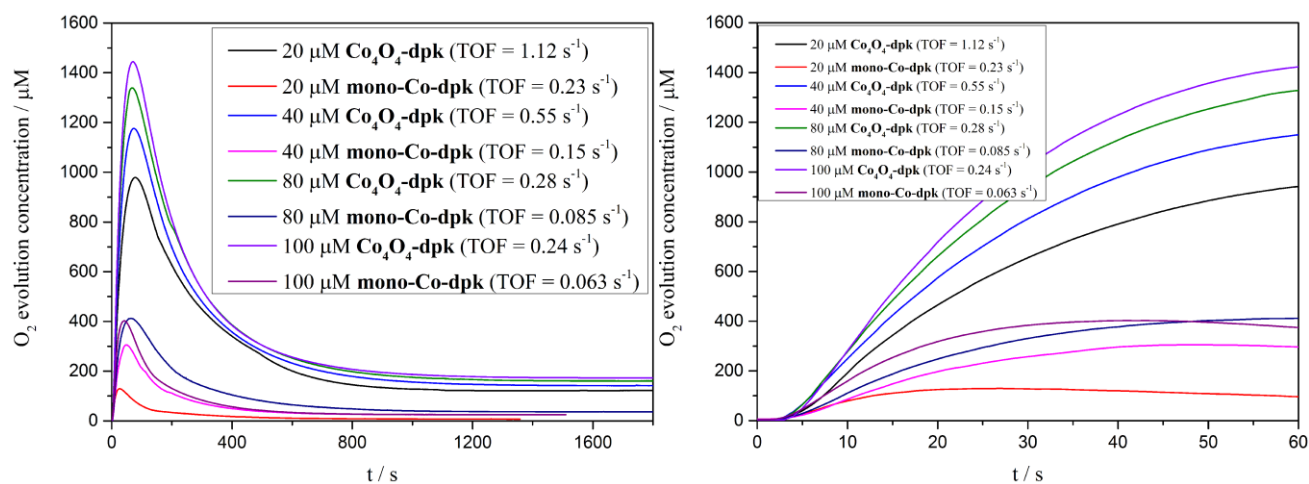 1600
1400
1200
1000
800
600
400
200
0
O₂ evolution concentration / μM
20 μM Co₄O₄-dpk (TOF = 1.12 s⁻¹)
20 μM mono-Co-dpk (TOF = 0.23 s⁻¹)
40 μM Co₄O₄-dpk (TOF = 0.55 s⁻¹)
40 μM mono-Co-dpk (TOF = 0.15 s⁻¹)
80 μM Co₄O₄-dpk (TOF = 0.28 s⁻¹)
80 μM mono-Co-dpk (TOF = 0.085 s⁻¹)
100 μM Co₄O₄-dpk (TOF = 0.24 s⁻¹)
100 μM mono-Co-dpk (TOF = 0.063 s⁻¹)
0 400 800 1200 1600
t / s
1600
1400
1200
1000
800
600
400
200
0
O₂ evolution concentration / μM
20 μM Co₄O₄-dpk (TOF = 1.12 s⁻¹)
20 μM mono-Co-dpk (TOF = 0.23 s⁻¹)
40 μM Co₄O₄-dpk (TOF = 0.55 s⁻¹)
40 μM mono-Co-dpk (TOF = 0.15 s⁻¹)
80 μM Co₄O₄-dpk (TOF = 0.28 s⁻¹)
80 μM mono-Co-dpk (TOF = 0.085 s⁻¹)
100 μM Co₄O₄-dpk (TOF = 0.24 s⁻¹)
100 μM mono-Co-dpk (TOF = 0.063 s⁻¹)
0 10 20 30 40 50 60
t / s